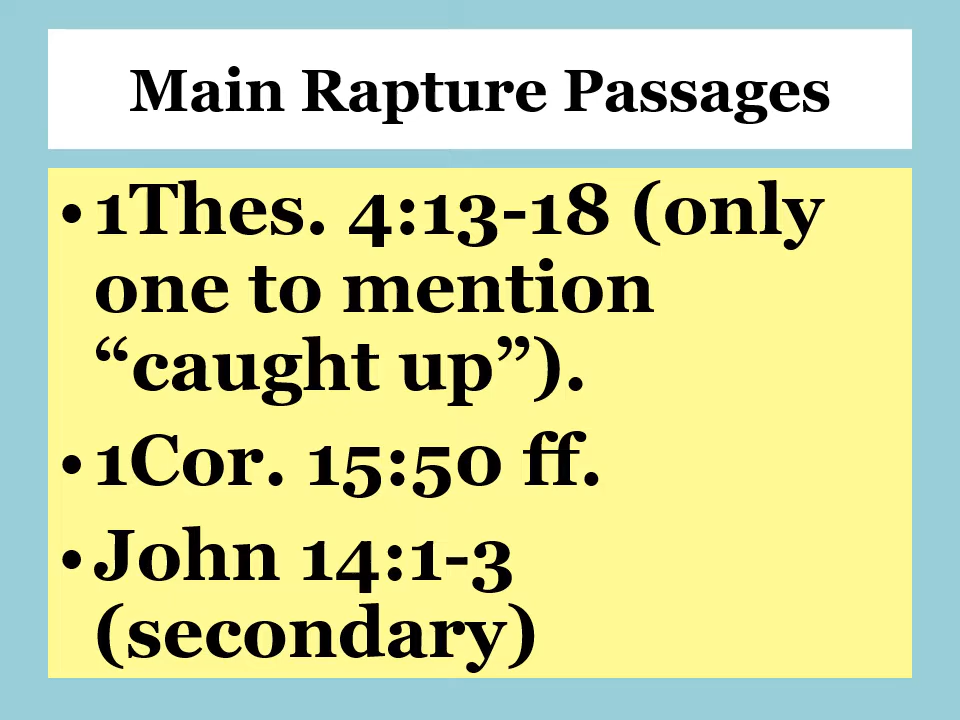 Main Rapture Passages
•1Thes. 4:13-18 (only
one to mention
“caught up”).
•1Cor. 15:50 ff.
•John 14:1-3
(secondary)